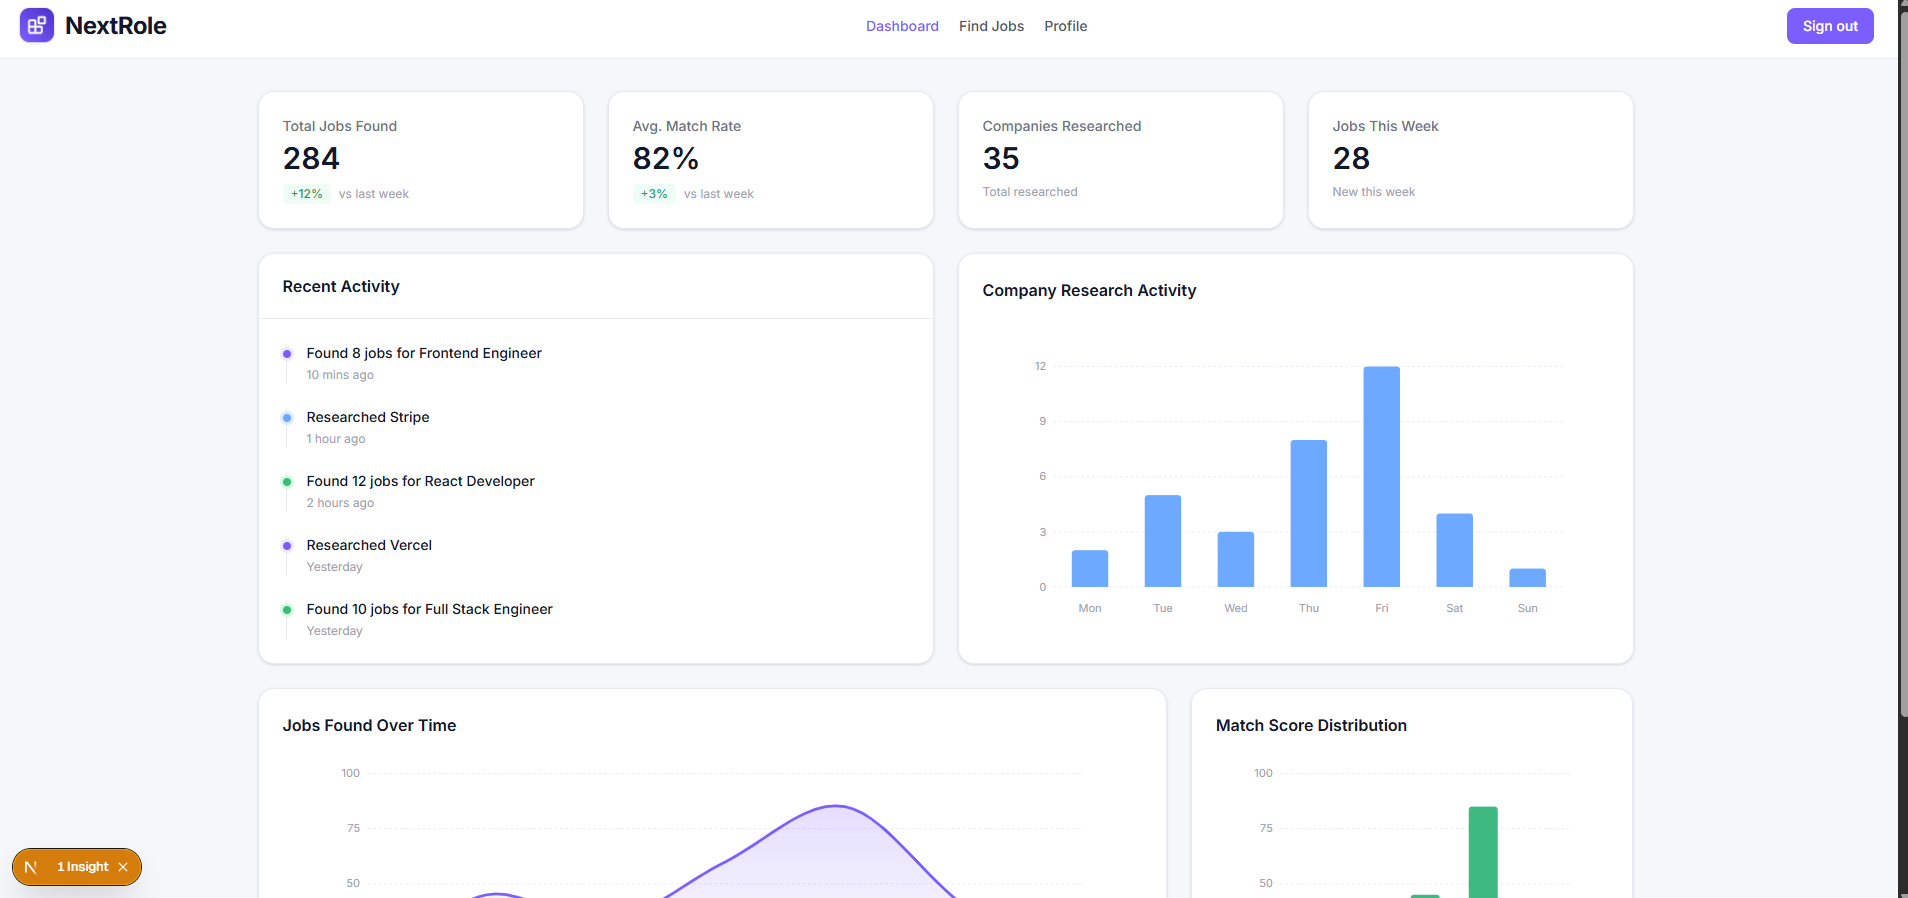 NextRole
Dashboard Find Jobs Profile
Sign out
Total Jobs Found
284
+12% vs last week
Avg. Match Rate
82%
+3% vs last week
Companies Researched
35
Total researched
Jobs This Week
28
New this week
Recent Activity
Found 8 jobs for Frontend Engineer
10 mins ago
Researched Stripe
1 hour ago
Found 12 jobs for React Developer
2 hours ago
Researched Vercel
Yesterday
Found 10 jobs for Full Stack Engineer
Yesterday
Company Research Activity
12
9
6
3
0
Mon Tue Wed Thu Fri Sat Sun
Jobs Found Over Time
100
75
50
Match Score Distribution
100
75
50
N 1 Insight ×